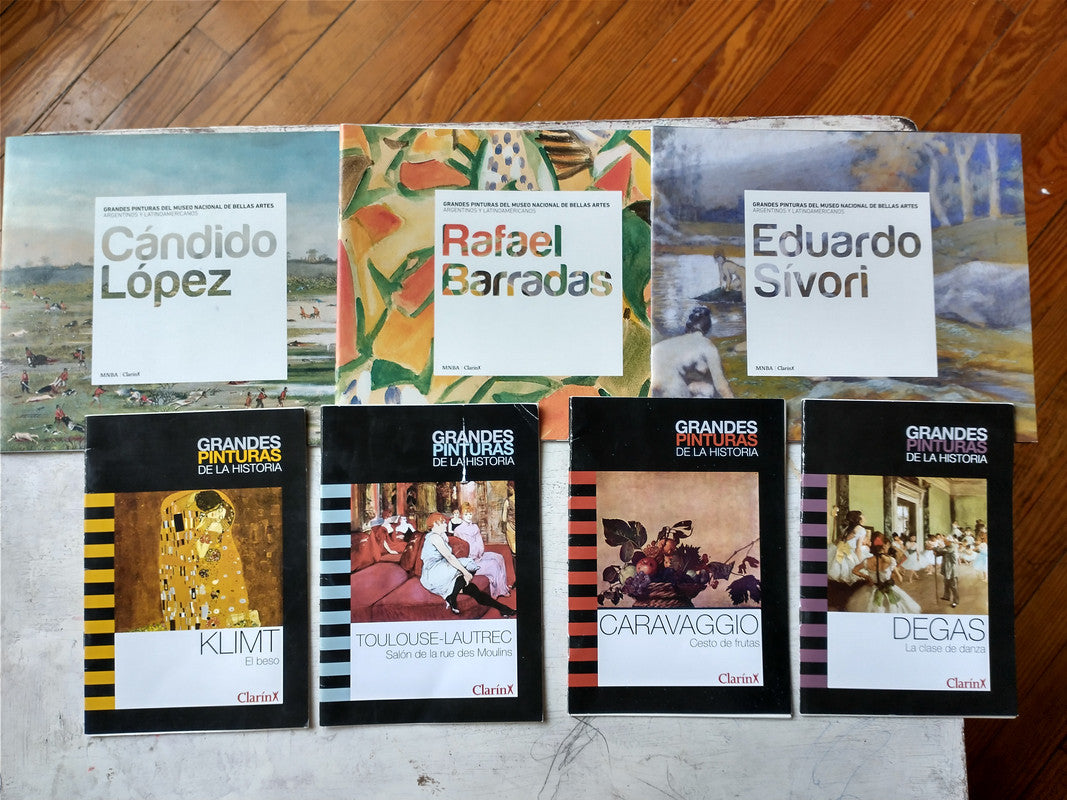 GRANDES PINTURAS DEL MUSEO NACIONAL DE BELLAS ARTES
ARGENTINOS Y LATINOAMERICANOS
Cándido
López
MNBA | Clarín
GRANDES PINTURAS DEL MUSEO NACIONAL DE BELLAS ARTES
ARGENTINOS Y LATINOAMERICANOS
Rafael
Barradas
MNBA | Clarín
GRANDES PINTURAS DEL MUSEO NACIONAL DE BELLAS ARTES
ARGENTINOS Y LATINOAMERICANOS
Eduardo
Sívori
MNBA | Clarín
GRANDES
PINTURAS
DE LA HISTORIA
KLIMT
El beso
Clarín
GRANDES
PINTURAS
DE LA HISTORIA
TOULOUSE-LAUTREC
Salón de la rue des Moulins
Clarín
GRANDES
PINTURAS
DE LA HISTORIA
CARAVAGGIO
Cesto de frutas
Clarín
GRANDES
PINTURAS
DE LA HISTORIA
DEGAS
La clase de danza
Clarín